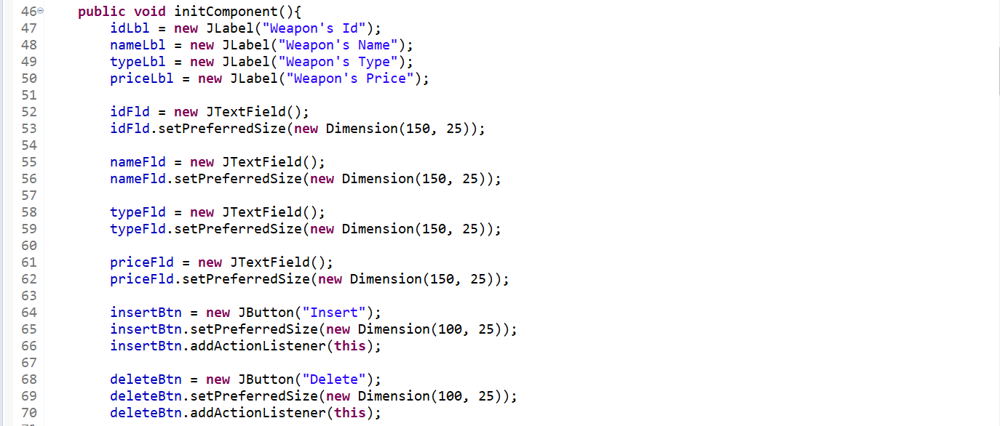 46 public void initComponent(){
47 idLbl = new JLabel("Weapon's Id");
48 nameLbl = new JLabel("Weapon's Name");
49 typeLbl = new JLabel("Weapon's Type");
50 priceLbl = new JLabel("Weapon's Price");
51
52 idFld = new JTextField();
53 idFld.setPreferredSize(new Dimension(150, 25));
54
55 nameFld = new JTextField();
56 nameFld.setPreferredSize(new Dimension(150, 25));
57
58 typeFld = new JTextField();
59 typeFld.setPreferredSize(new Dimension(150, 25));
60
61 priceFld = new JTextField();
62 priceFld.setPreferredSize(new Dimension(150, 25));
63
64 insertBtn = new JButton("Insert");
65 insertBtn.setPreferredSize(new Dimension(100, 25));
66 insertBtn.addActionListener(this);
67
68 deleteBtn = new JButton("Delete");
69 deleteBtn.setPreferredSize(new Dimension(100, 25));
70 deleteBtn.addActionListener(this);